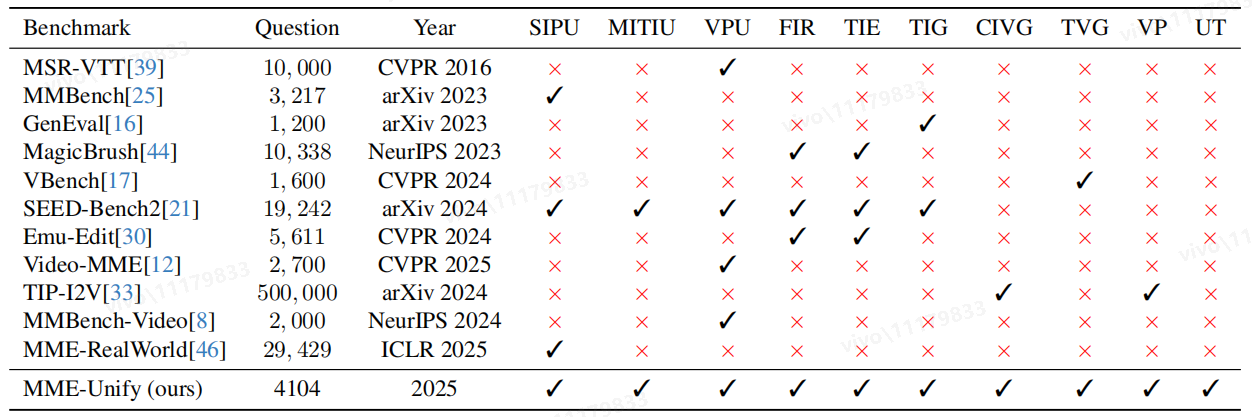 Benchmark Question Year SIPU MITIU VPU FIR TIE TIG CIVG TVG VP UT
MSR-VTT[39] 10,000 CVPR 2016 × × ✓ × × × × × × ×
MMBench[25] 3,217 arXiv 2023 ✓ × × × × × × × × ×
GenEval[16] 1,200 arXiv 2023 × × × × × ✓ × × × ×
MagicBrush[44] 10,338 NeurIPS 2023 × × × ✓ ✓ × × × × ×
VBench[17] 1,600 CVPR 2024 × × × × × × × ✓ × ×
SEED-Bench2[21] 19,242 arXiv 2024 ✓ ✓ ✓ ✓ ✓ ✓ × × × ×
Emu-Edit[30] 5,611 CVPR 2024 × × × ✓ ✓ × × × × ×
Video-MME[12] 2,700 CVPR 2025 × × ✓ × × × × × × ×
TIP-I2V[33] 500,000 arXiv 2024 × × × × × × ✓ × ✓ ×
MMBench-Video[8] 2,000 NeurIPS 2024 × × ✓ × × × × × × ×
MME-RealWorld[46] 29,429 ICLR 2025 ✓ × × × × × × × × ×
MME-Unify (ours) 4104 2025 ✓ ✓ ✓ ✓ ✓ ✓ ✓ ✓ ✓ ✓
vivo\11179833